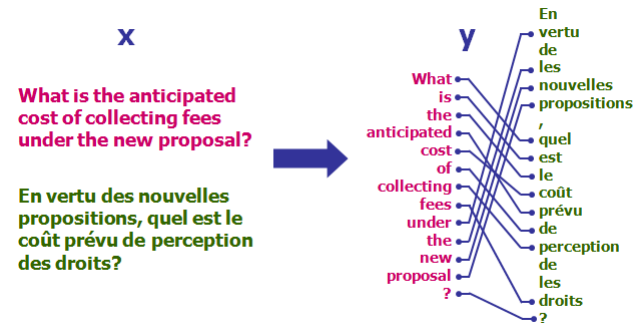 x
y
What is the anticipated
cost of collecting fees
under the new proposal?
En vertu des nouvelles
propositions, quel est le
coût prévu de perception
des droits?
What
is
the
anticipated
cost
of
collecting
fees
under
the
new
proposal
?
En
vertu
de
les
nouvelles
propositions
,
quel
est
le
coût
prévu
de
perception
de
les
droits
?